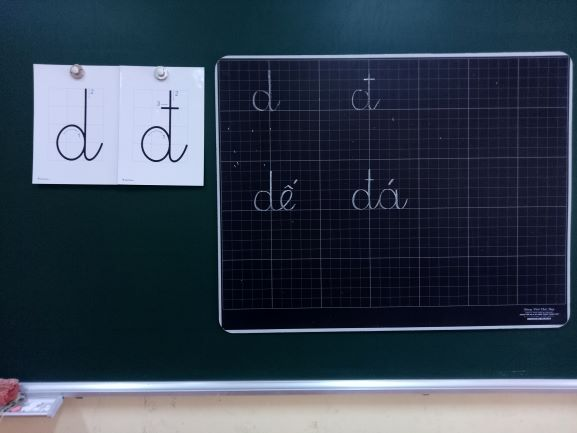 d đ
d đ
dế đá